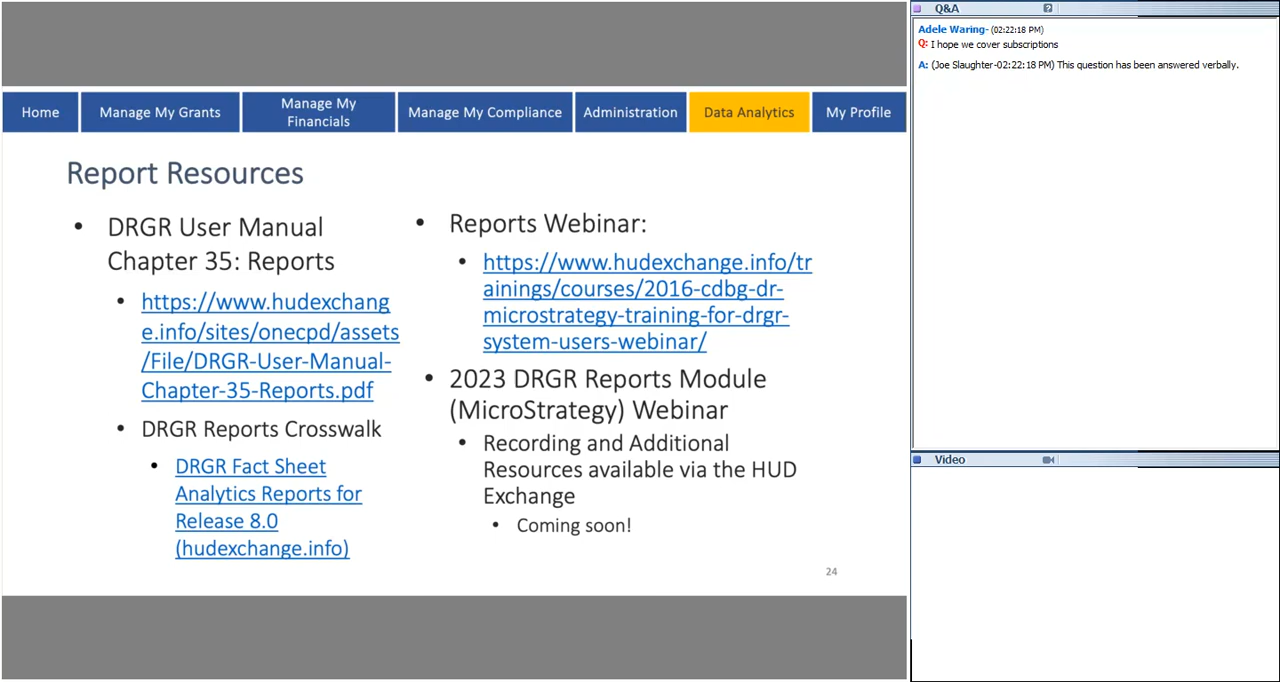 Home
Manage My Grants
Manage My
Financials
Manage My Compliance
Administration
Data Analytics
My Profile
Report Resources
• DRGR User Manual
Chapter 35: Reports
• https://www.hudexchang
e.info/sites/onecpd/assets
/File/DRGR-User-Manual-
Chapter-35-Reports.pdf
• DRGR Reports Crosswalk
• DRGR Fact Sheet
Analytics Reports for
Release 8.0
(hudexchange.info)
• Reports Webinar:
• https://www.hudexchange.info/tr
ainings/courses/2016-cdbg-dr-
microstrategy-training-for-drgr-
system-users-webinar/
• 2023 DRGR Reports Module
(MicroStrategy) Webinar
• Recording and Additional
Resources available via the HUD
Exchange
• Coming soon!
24
Q&A
Adele Waring- (02:22:18 PM)
Q: I hope we cover subscriptions
A: (Joe Slaughter-02:22:18 PM) This question has been answered verbally.
Video